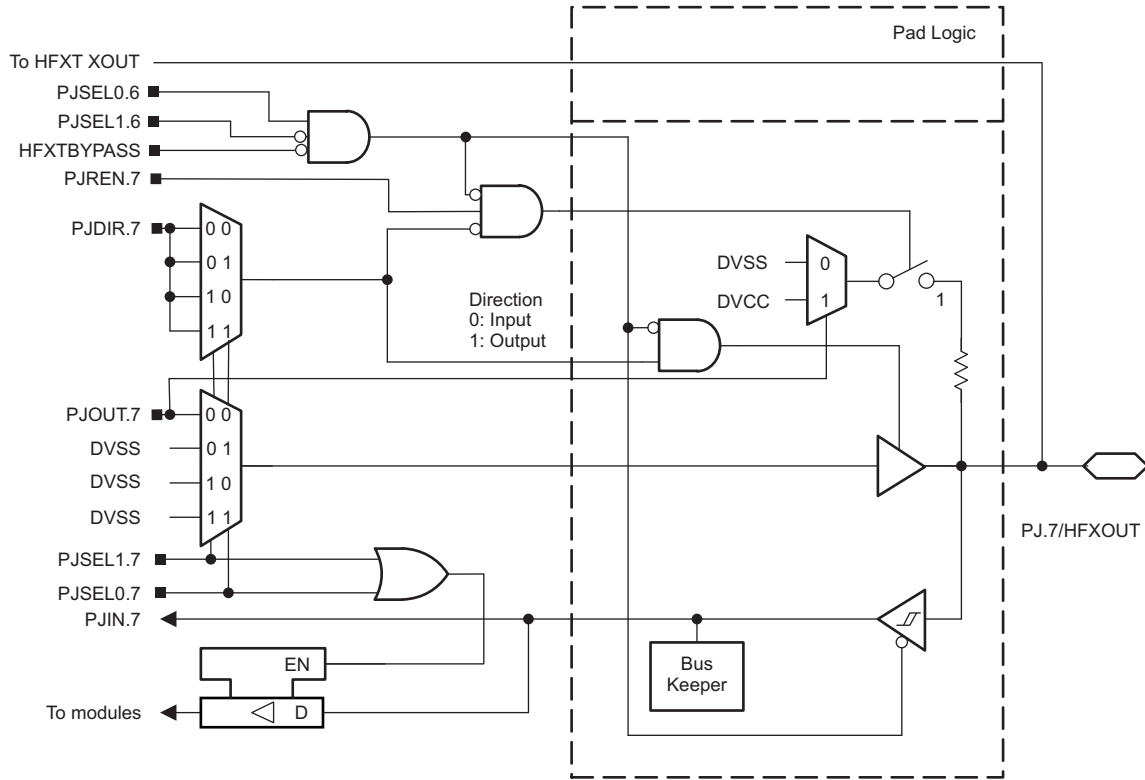 Pad Logic
To HFXT XOUT
PJSEL0.6
PJSEL1.6
HFXTBYPASS
PJREN.7
PJDIR.7
0 0
0 1
1 0
1 1
Direction
0: Input
1: Output
DVSS
0
DVCC
1
1
PJOUT.7
0 0
DVSS
0 1
DVSS
1 0
DVSS
1 1
PJ.7/HFXOUT
PJSEL1.7
PJSEL0.7
PJIN.7
EN
Bus
Keeper
To modules
D